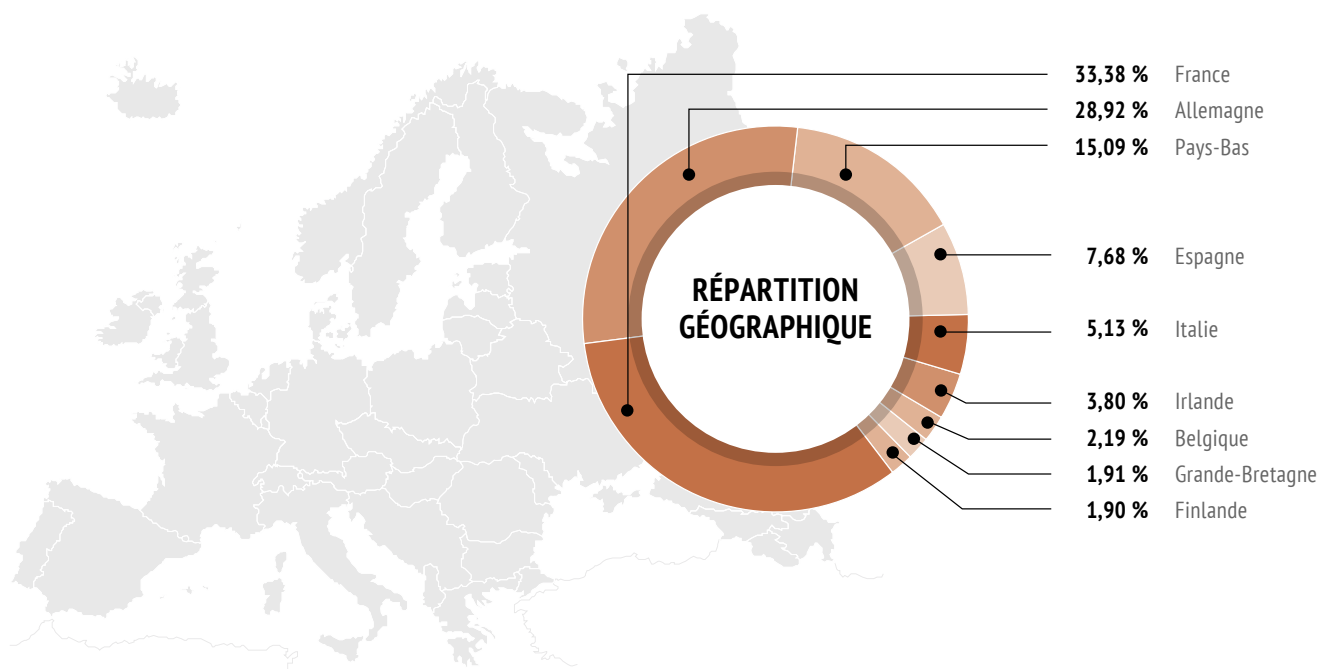 33,38 % France
28,92 % Allemagne
15,09 % Pays-Bas
7,68 % Espagne
RÉPARTITION
GÉOGRAPHIQUE
5,13 % Italie
3,80 % Irlande
2,19 % Belgique
1,91 % Grande-Bretagne
1,90 % Finlande